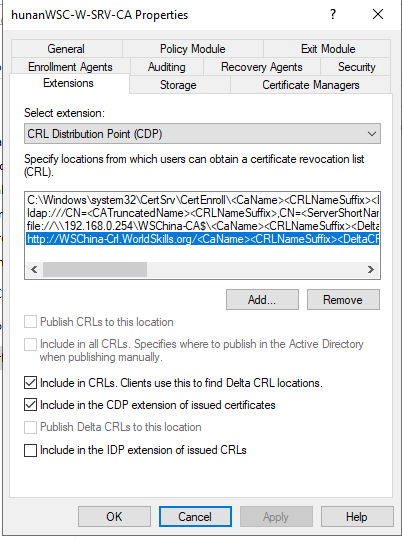 hunanWSC-W-SRV-CA Properties
General Policy Module Exit Module
Enrollment Agents Auditing Recovery Agents Security
Extensions Storage Certificate Managers
Select extension:
CRL Distribution Point (CDP)
Specify locations from which users can obtain a certificate revocation list
(CRL).
C:\Windows\system32\CertSrv\CertEnroll\<CaName><CRLNameSuffix><
ldap:///CN=<CATruncatedName><CRLNameSuffix>,CN=<ServerShortNam
file://\\192.168.0.254\WSChina-CA$\<CaName><CRLNameSuffix><Delta
http://WSChina-Crl.WorldSkills.org/<CaName><CRLNameSuffix><DeltaCF
Add... Remove
Publish CRLs to this location
Include in all CRLs. Specifies where to publish in the Active Directory
when publishing manually.
Include in CRLs. Clients use this to find Delta CRL locations.
Include in the CDP extension of issued certificates
Publish Delta CRLs to this location
Include in the IDP extension of issued CRLs
OK Cancel Apply Help